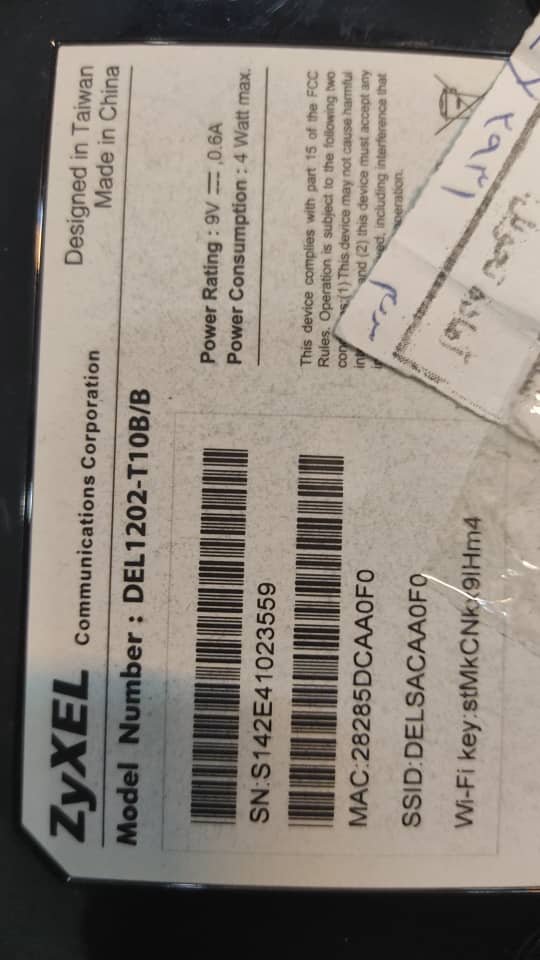 ZyXEL Communications Corporation
Designed in Taiwan
Made in China
Model Number : DEL1202-T10B/B
Power Rating : 9V ⎓ ,0.6A
Power Consumption : 4 Watt max.
SN:S142E41023559
MAC:28285DCAA0F0
SSID:DELSACAA0F0
Wi-Fi key:stMkCNk
This device complies with part 15 of the FCC
Rules. Operation is subject to the following two
(1) This device may not cause harmful
and (2) this device must accept any
including interference that
operation.